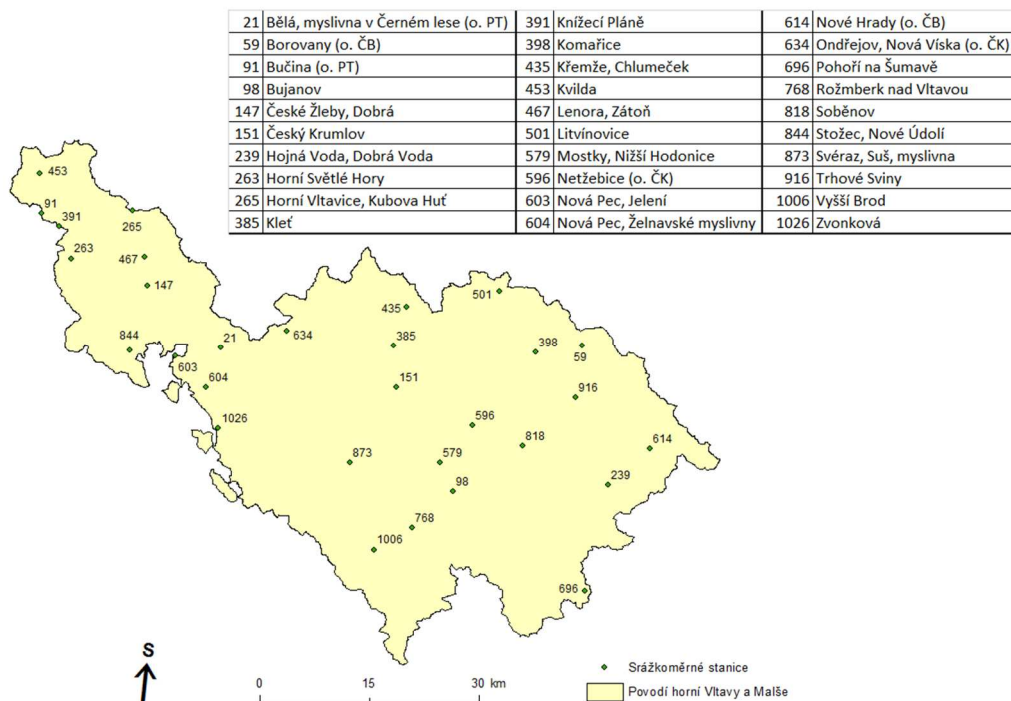 21 Bělá, myslivna v Černém lese (o. PT) 391 Knížecí Pláně 614 Nové Hrady (o. ČB)
59 Borovany (o. ČB) 398 Komařice 634 Ondřejov, Nová Víska (o. ČK)
91 Bučina (o. PT) 435 Křemže, Chlumeček 696 Pohoří na Šumavě
98 Bujanov 453 Kvilda 768 Rožmberk nad Vltavou
147 České Žleby, Dobrá 467 Lenora, Zátoň 818 Soběnov
151 Český Krumlov 501 Litvínovice 844 Stožec, Nové Údolí
239 Hojná Voda, Dobrá Voda 579 Mostky, Nižší Hodonice 873 Svéraz, Suš, myslivna
263 Horní Světlé Hory 596 Netžebice (o. ČK) 916 Trhové Sviny
265 Horní Vltavice, Kubova Huť 603 Nová Pec, Jelení 1006 Vyšší Brod
385 Kleť 604 Nová Pec, Želnavské myslivny 1026 Zvonková
453
91
391
265
263
467
147
501
435
844
21
634
385
398
59
603
604
151
916
1026
596
818
614
873
579
98
239
768
1006
696
S
0 15 30 km
Srážkoměrné stanice
Povodí horní Vltavy a Malše